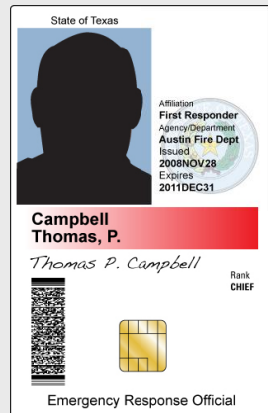 State of Texas
Affiliation
First Responder
Agency/Department
Austin Fire Dept
Issued
2008NOV28
Expires
2011DEC31
Campbell
Thomas, P.
Thomas P. Campbell
Rank
CHIEF
Emergency Response Official